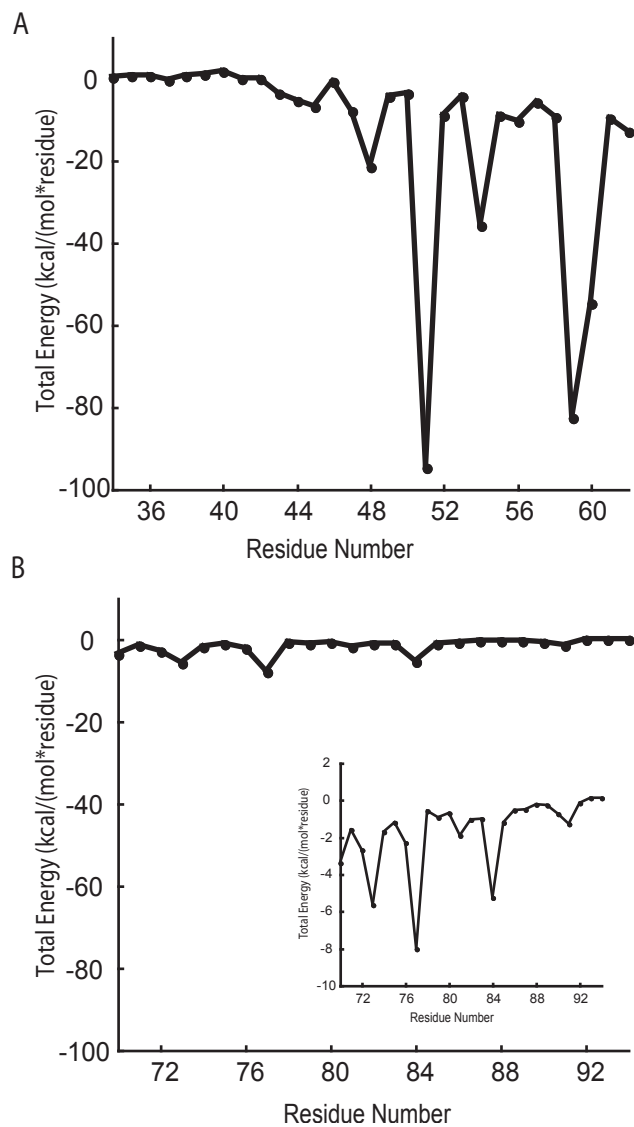 A
0
-20
-40
-60
-80
-100
Total Energy (kcal/(mol*residue)
36 40 44 48 52 56 60
Residue Number
B
0
-20
-40
-60
-80
-100
Total Energy (kcal/(mol*residue)
2
0
-2
-4
-6
-8
-10
Total Energy (kcal/(mol*residue)
72 76 80 84 88 92
Residue Number
72 76 80 84 88 92
Residue Number